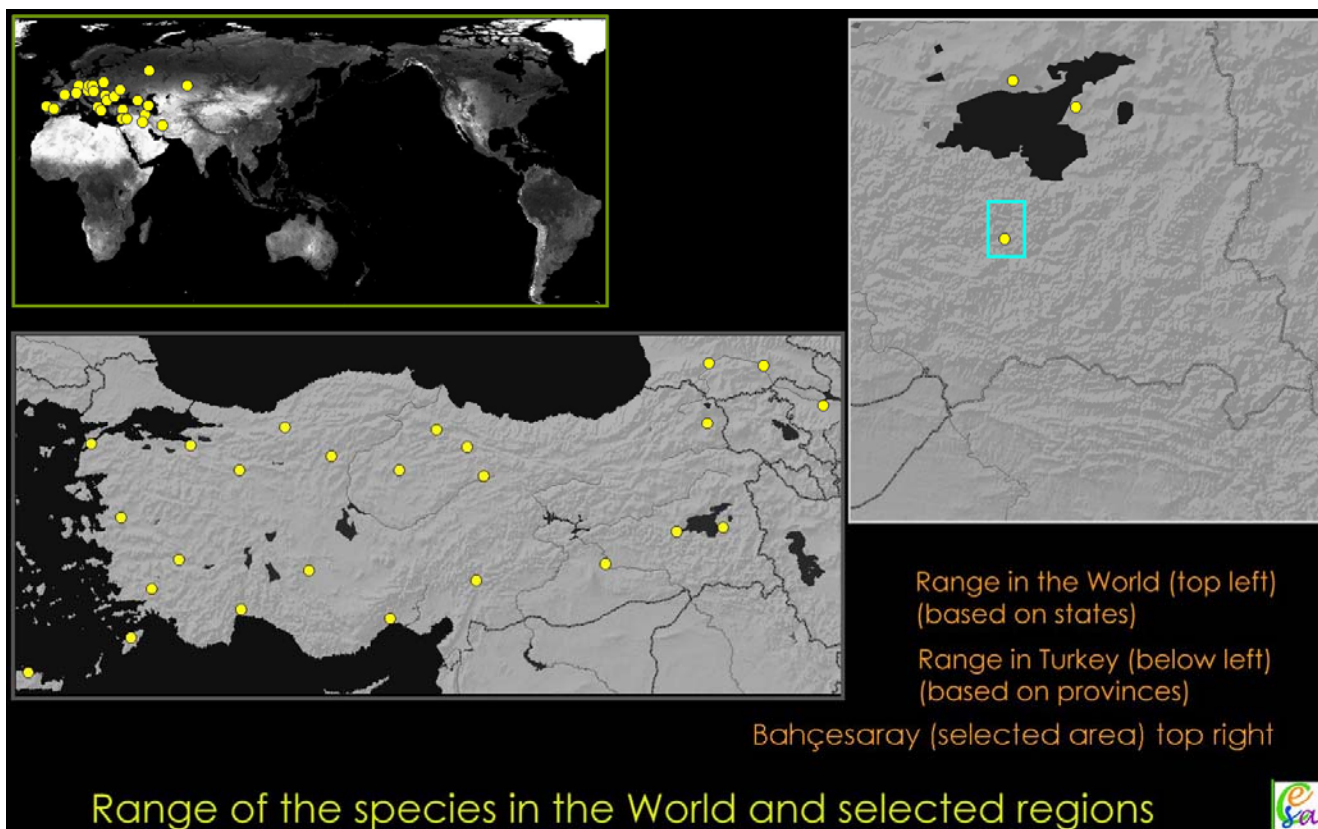 Range in the World (top left)
(based on states)
Range in Turkey (below left)
(based on provinces)
Bahçesaray (selected area) top right
Range of the species in the World and selected regions
esa